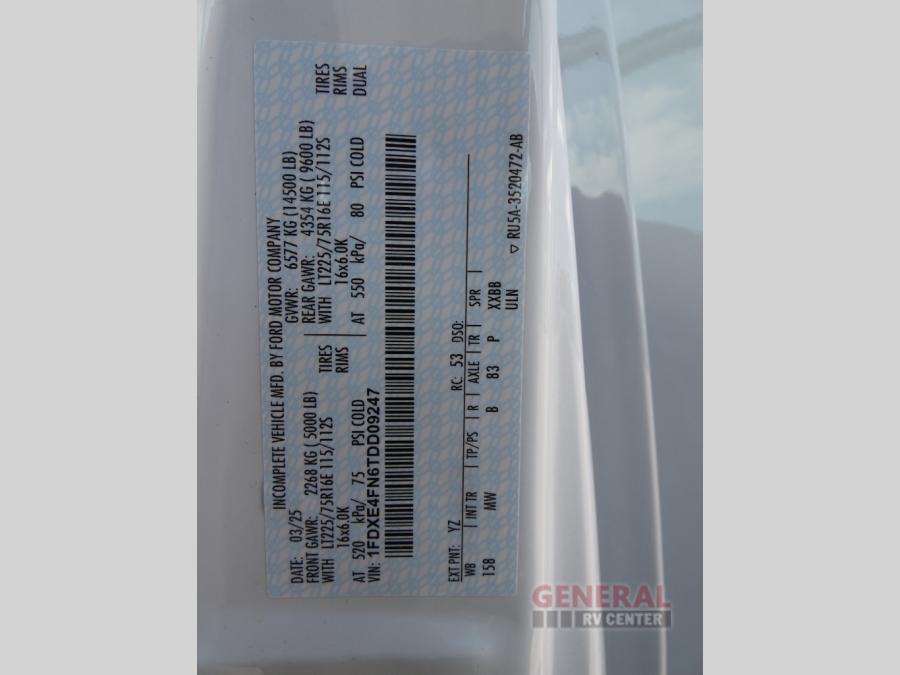 INCOMPLETE VEHICLE MFD. BY FORD MOTOR COMPANY
DATE: 03/25 GVWR: 6577 KG (14500 LB)
FRONT GAWR: 2268 KG ( 5000 LB) REAR GAWR: 4354 KG ( 9600 LB)
WITH LT225/75R16E 115/112S TIRES WITH LT225/75R16E 115/112S TIRES
16x6.0K RIMS 16x6.0K RIMS
AT 520 kPa/ 75 PSI COLD AT 550 kPa/ 80 PSI COLD DUAL
VIN: 1FDXE4FN6TDD09247
EXT PNT: YZ RC: 53 DSO:
WB INT TR TP/PS R AXLE TR SPR
158 MW B 83 P XXBB
ULN
▽ RU5A-3520472-AB
GENERAL
RV CENTER